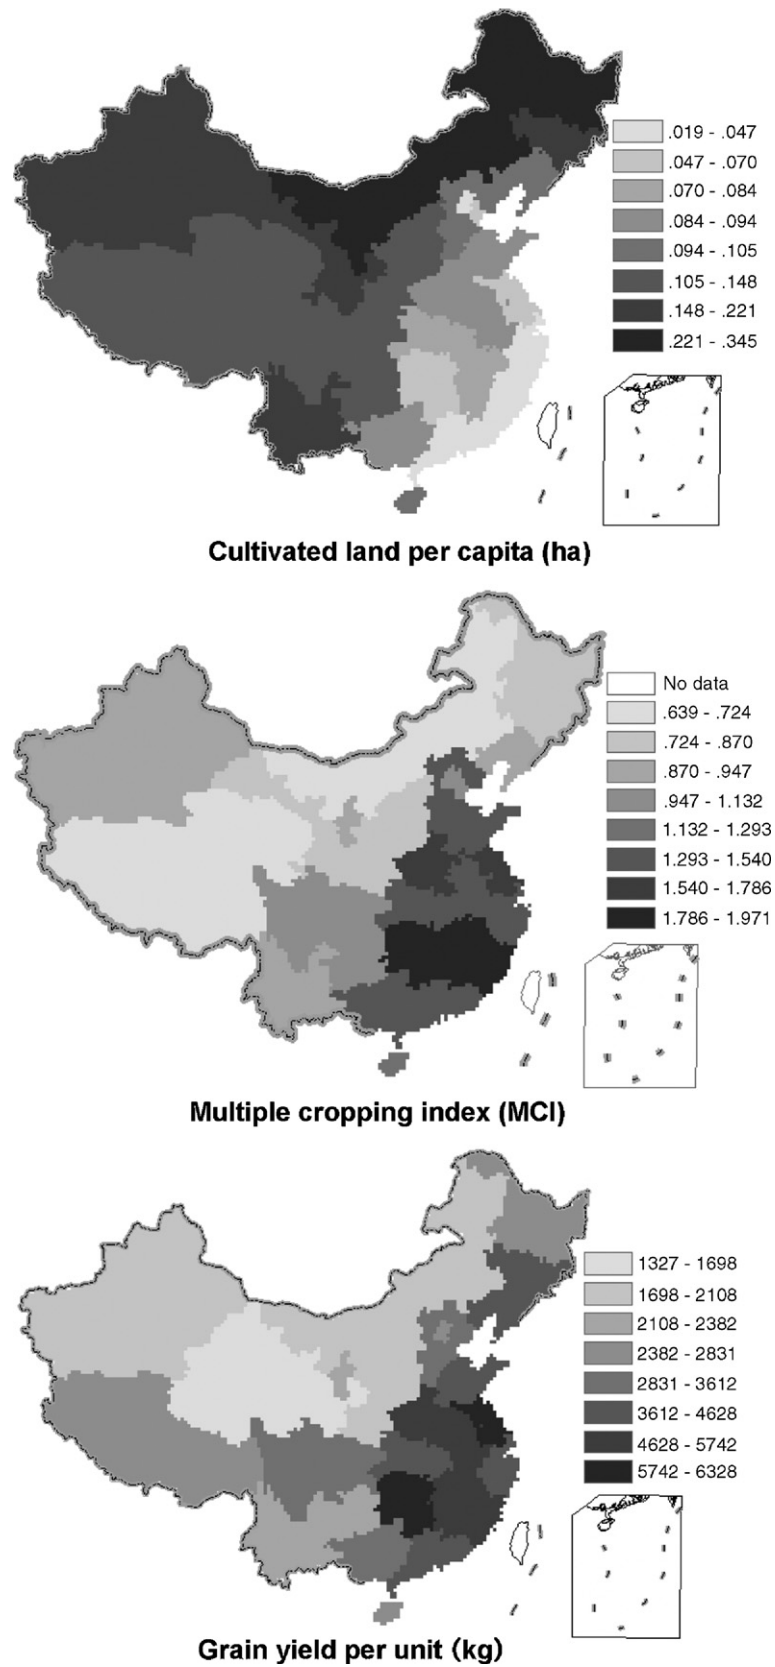 .019 - .047
.047 - .070
.070 - .084
.084 - .094
.094 - .105
.105 - .148
.148 - .221
.221 - .345
Cultivated land per capita (ha)
No data
.639 - .724
.724 - .870
.870 - .947
.947 - 1.132
1.132 - 1.293
1.293 - 1.540
1.540 - 1.786
1.786 - 1.971
Multiple cropping index (MCI)
1327 - 1698
1698 - 2108
2108 - 2382
2382 - 2831
2831 - 3612
3612 - 4628
4628 - 5742
5742 - 6328
Grain yield per unit (kg)